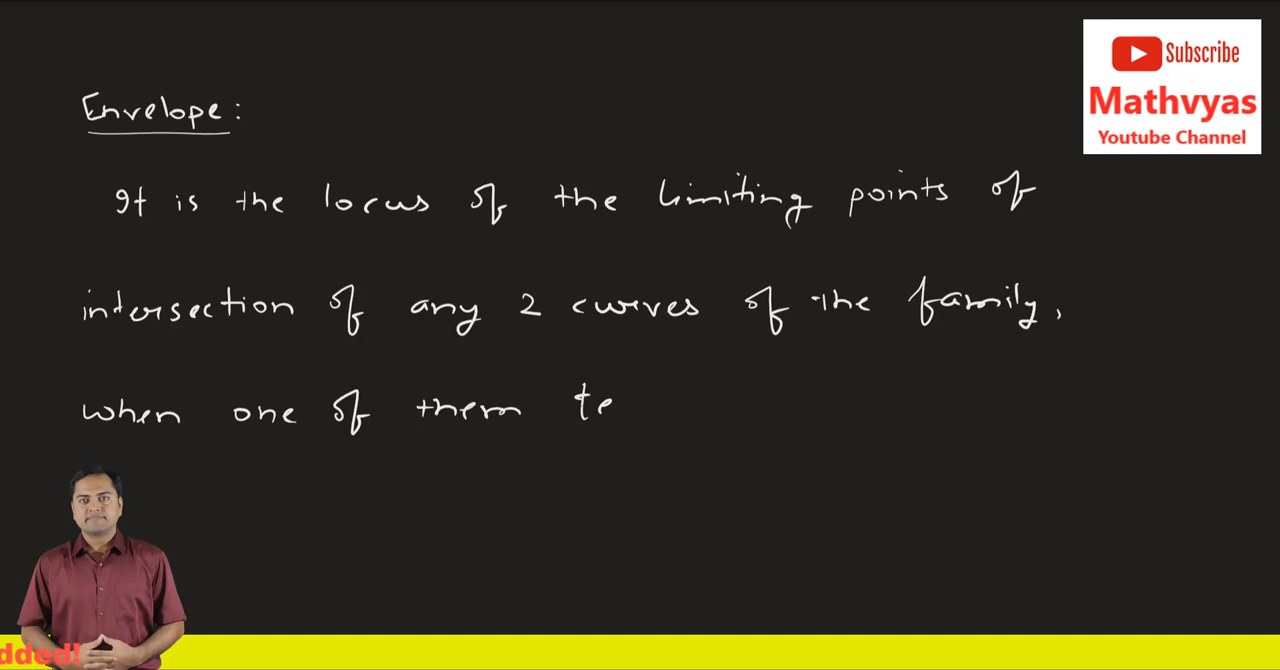 Envelope:
It is the locus of the limiting points of
intersection of any 2 curves of the family,
when one of them te
Subscribe
Mathvyas
Youtube Channel
dded!